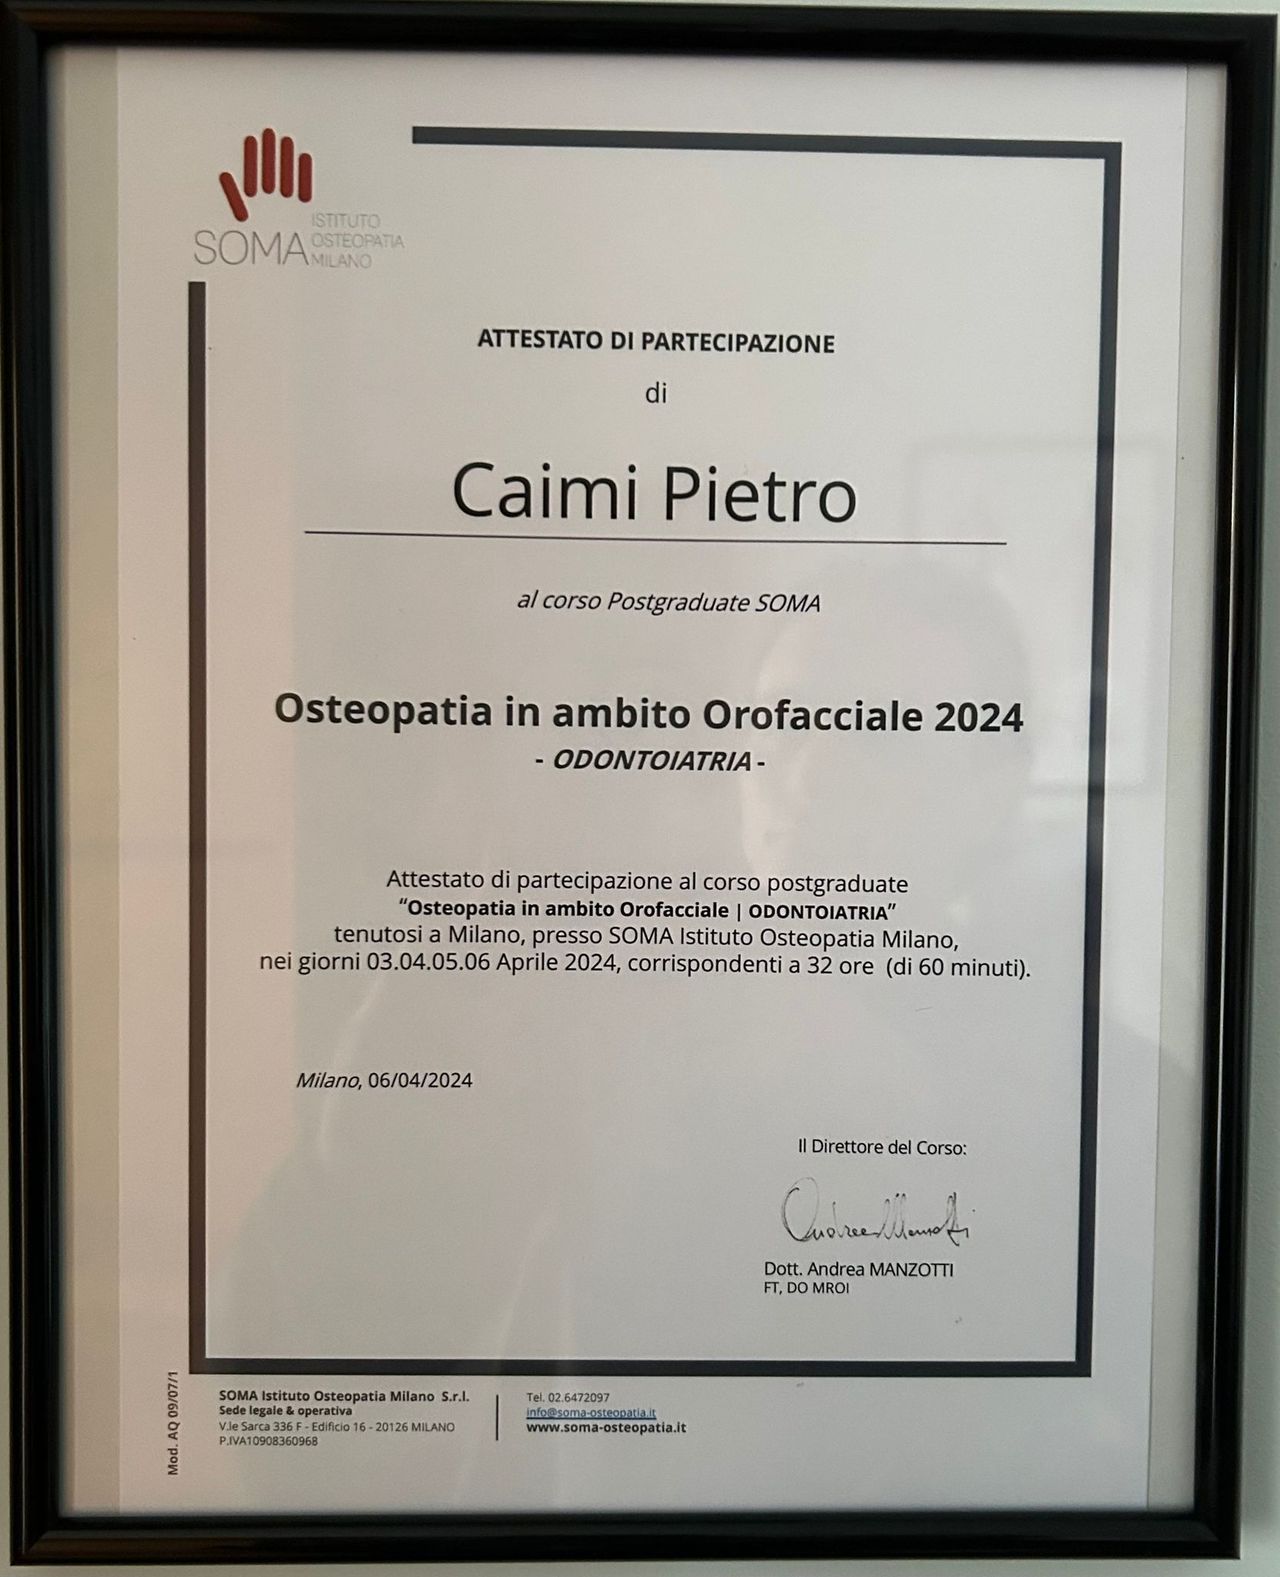 SOMA ISTITUTO OSTEOPATIA MILANO
ATTESTATO DI PARTECIPAZIONE
di
Caimi Pietro
al corso Postgraduate SOMA
Osteopatia in ambito Orofacciale 2024
- ODONTOIATRIA -
Attestato di partecipazione al corso postgraduate
“Osteopatia in ambito Orofacciale | ODONTOIATRIA”
tenutosi a Milano, presso SOMA Istituto Osteopatia Milano,
nei giorni 03.04.05.06 Aprile 2024, corrispondenti a 32 ore (di 60 minuti).
Milano, 06/04/2024
Il Direttore del Corso:
Andrea Manzotti
Dott. Andrea MANZOTTI
FT, DO MROI
Mod. AQ 09/07/1
SOMA Istituto Osteopatia Milano S.r.l.
Sede legale & operativa
V.le Sarca 336 F - Edificio 16 - 20126 MILANO
P.IVA10908360968
Tel. 02.6472097
info@soma-osteopatia.it
www.soma-osteopatia.it